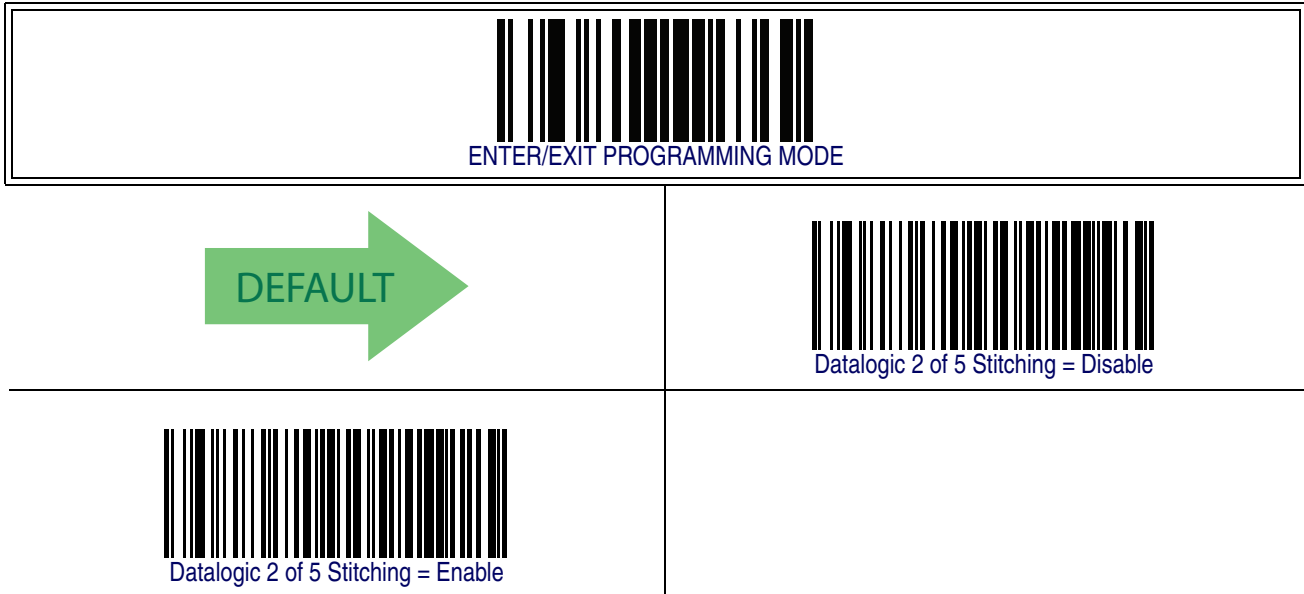 ENTER/EXIT PROGRAMMING MODE
DEFAULT
Datalogic 2 of 5 Stitching = Disable
Datalogic 2 of 5 Stitching = Enable